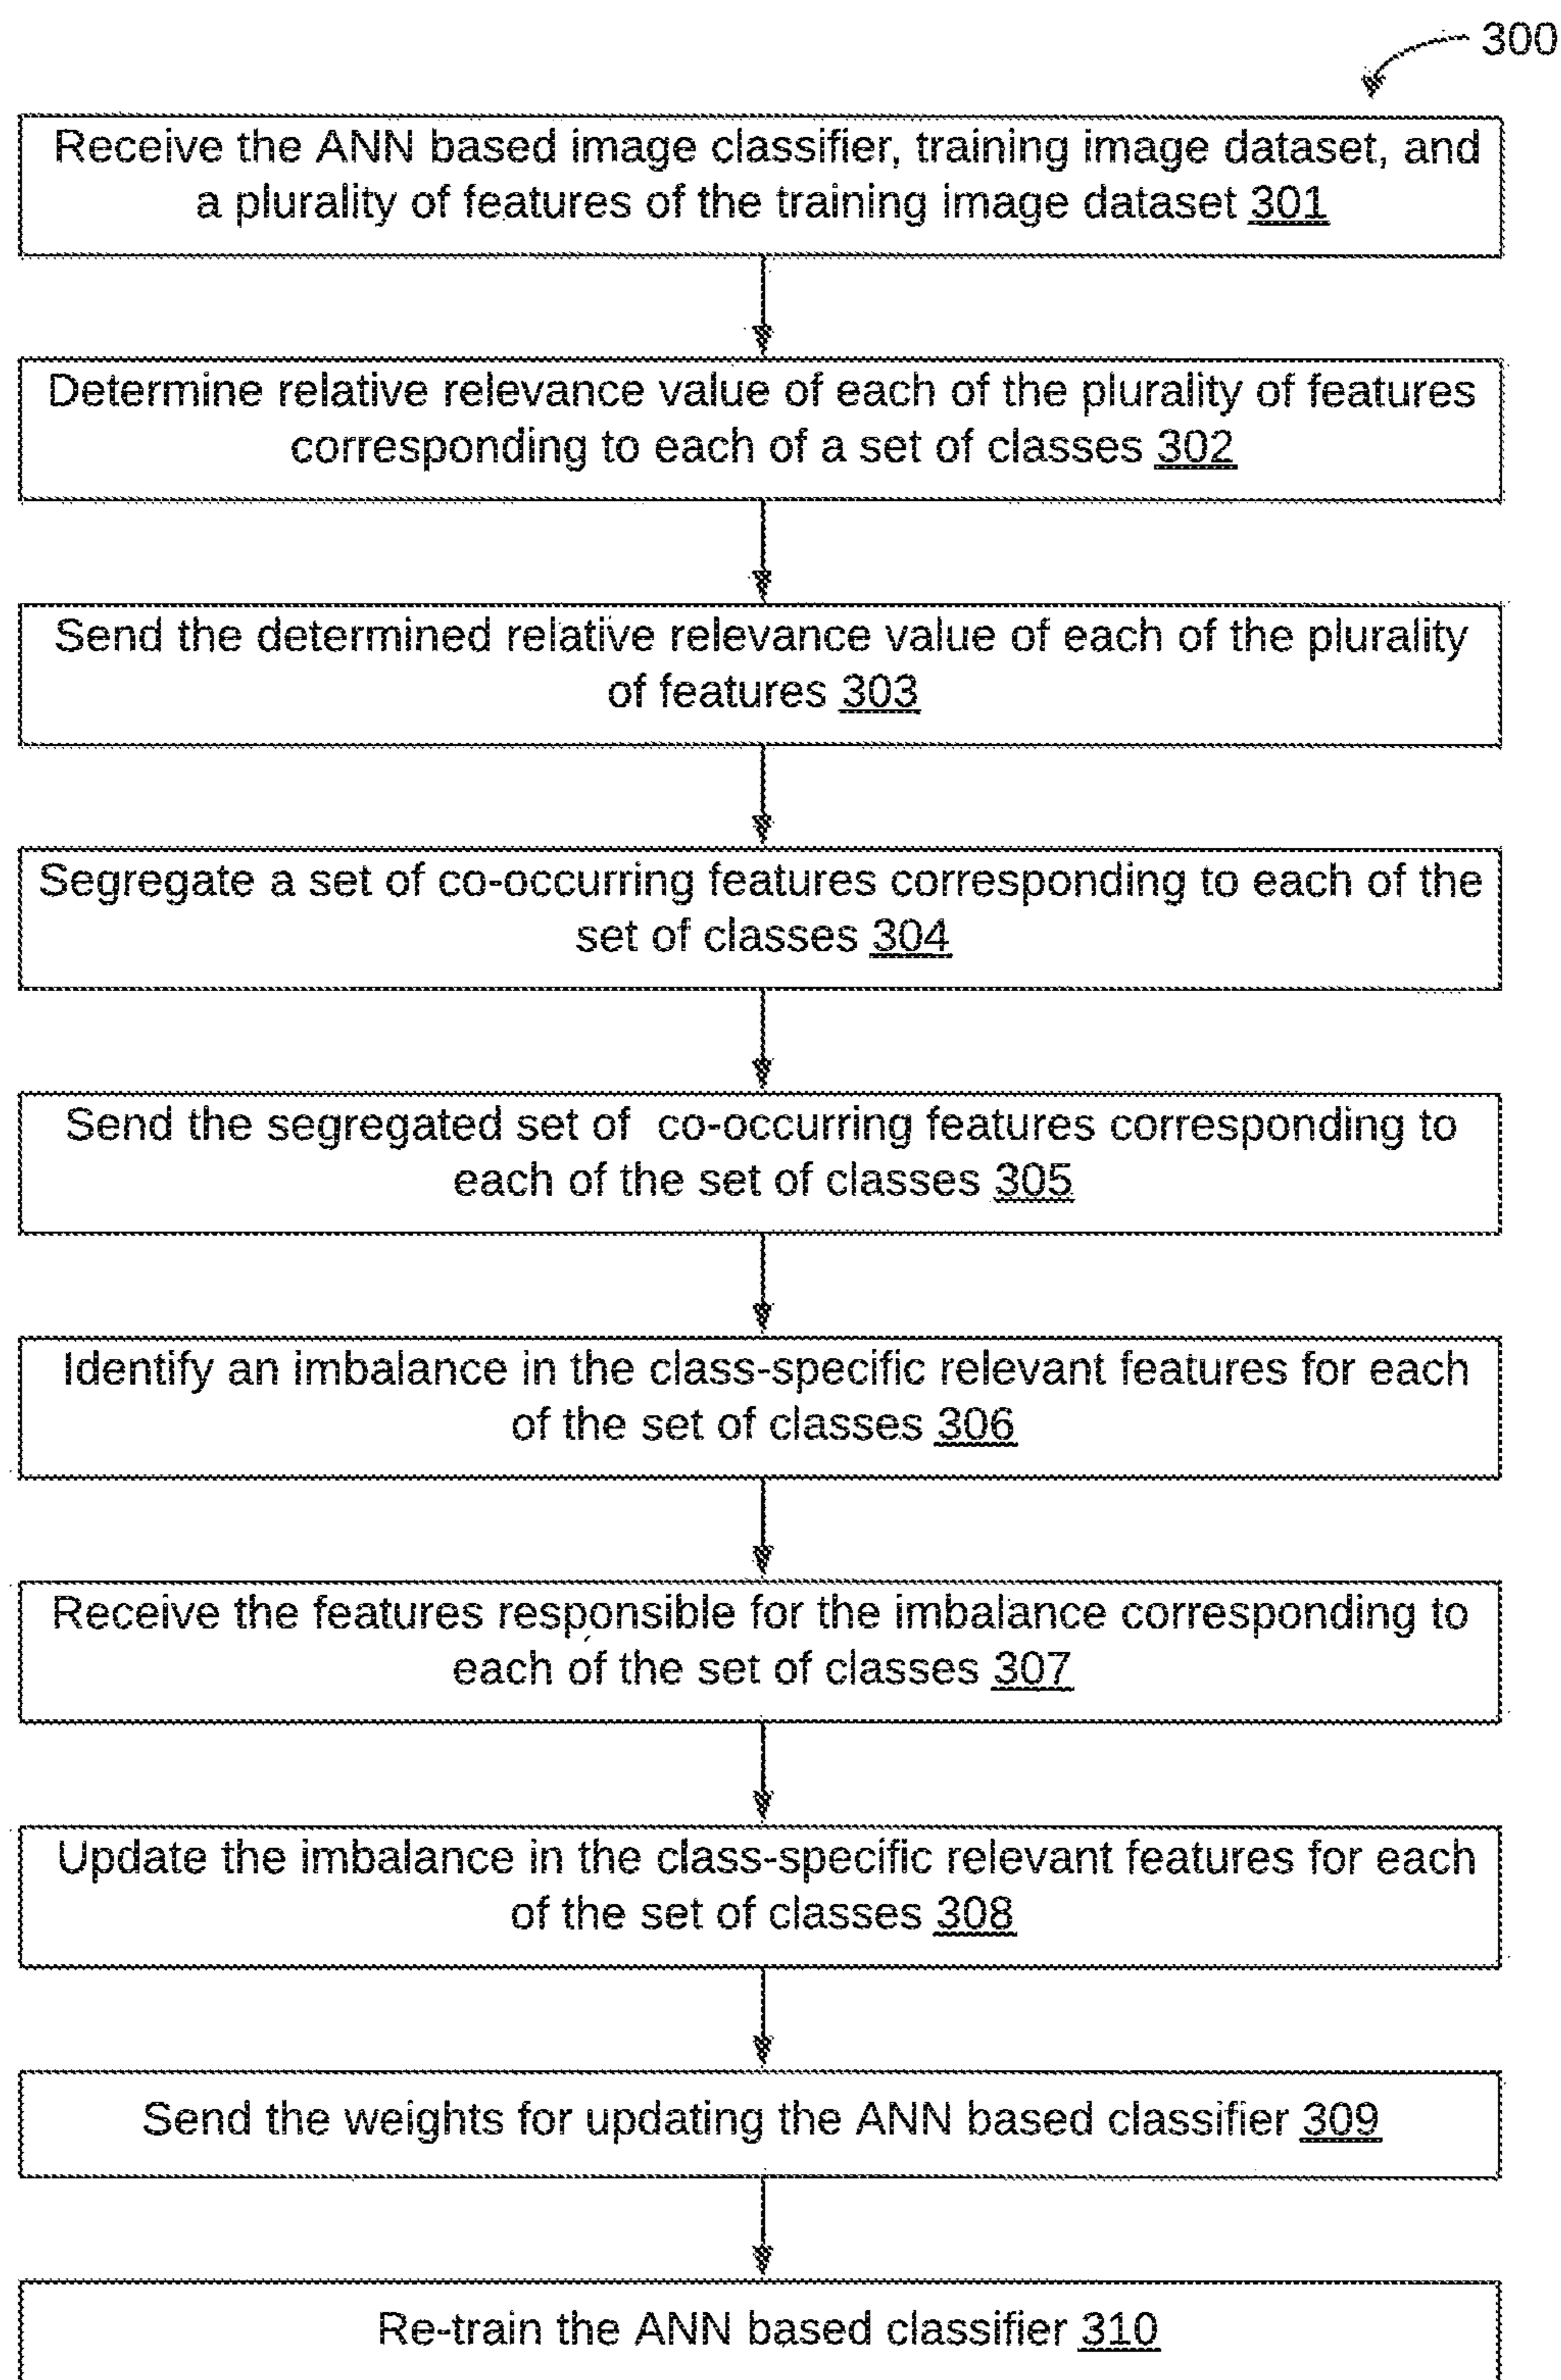 300
Receive the ANN based image classifier, training image dataset, and
a plurality of features of the training image dataset 301
Determine relative relevance value of each of the plurality of features
corresponding to each of a set of classes 302
Send the determined relative relevance value of each of the plurality
of features 303
Segregate a set of co-occurring features corresponding to each of the
set of classes 304
Send the segregated set of  co-occurring features corresponding to
each of the set of classes 305
Identify an imbalance in the class-specific relevant features for each
of the set of classes 306
Receive the features responsible for the imbalance corresponding to
each of the set of classes 307
Update the imbalance in the class-specific relevant features for each
of the set of classes 308
Send the weights for updating the ANN based classifier 309
Re-train the ANN based classifier 310